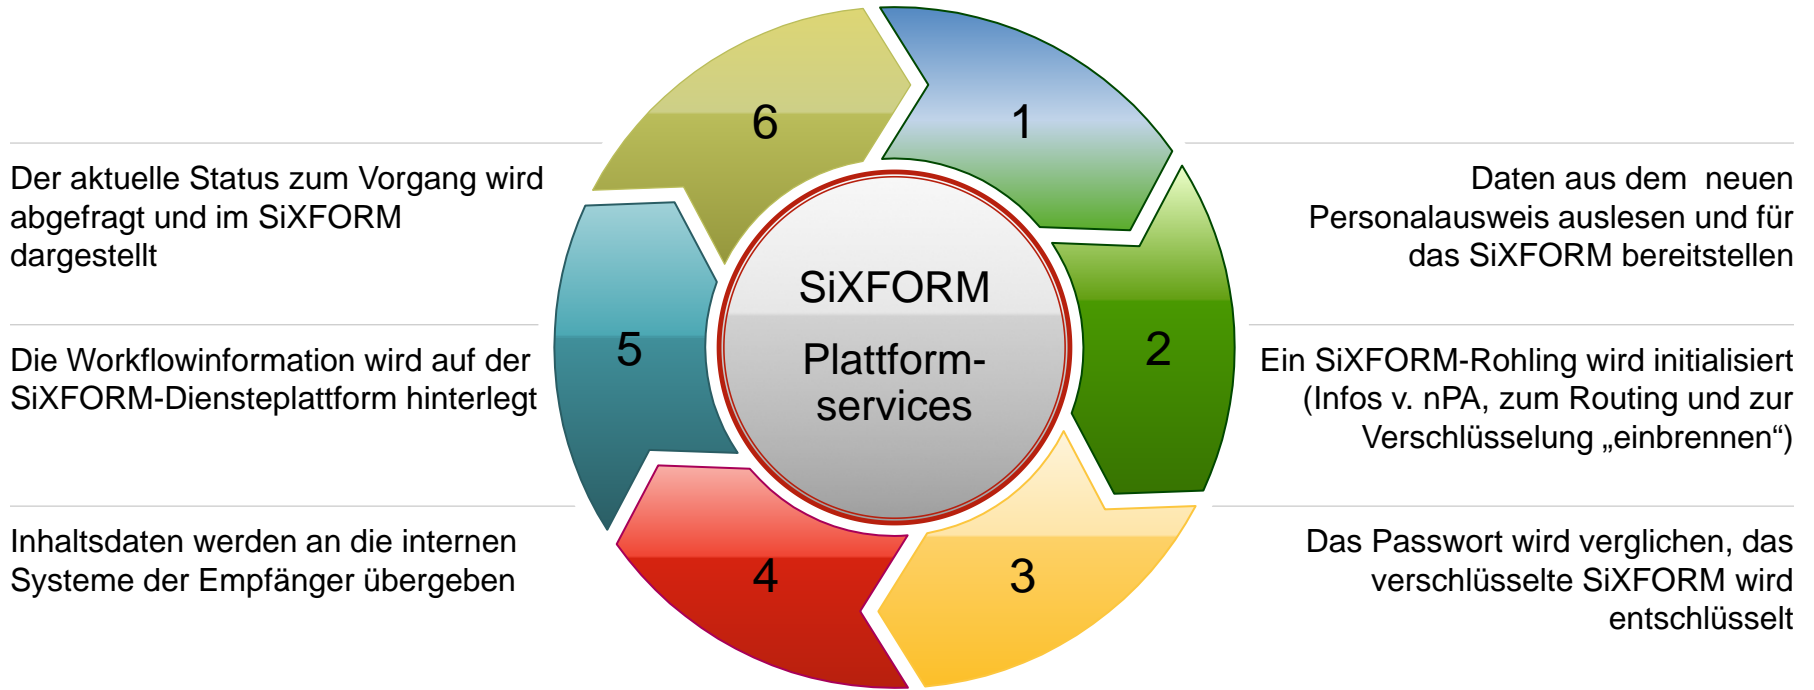 6
1
Der aktuelle Status zum Vorgang wird
abgefragt und im SiXFORM
dargestellt
Daten aus dem neuen
Personalausweis auslesen und für
das SiXFORM bereitstellen
SiXFORM
Plattform-
services
5
2
Die Workflowinformation wird auf der
SiXFORM-Diensteplattform hinterlegt
Ein SiXFORM-Rohling wird initialisiert
(Infos v. nPA, zum Routing und zur
Verschlüsselung „einbrennen“)
4
3
Inhaltsdaten werden an die internen
Systeme der Empfänger übergeben
Das Passwort wird verglichen, das
verschlüsselte SiXFORM wird
entschlüsselt